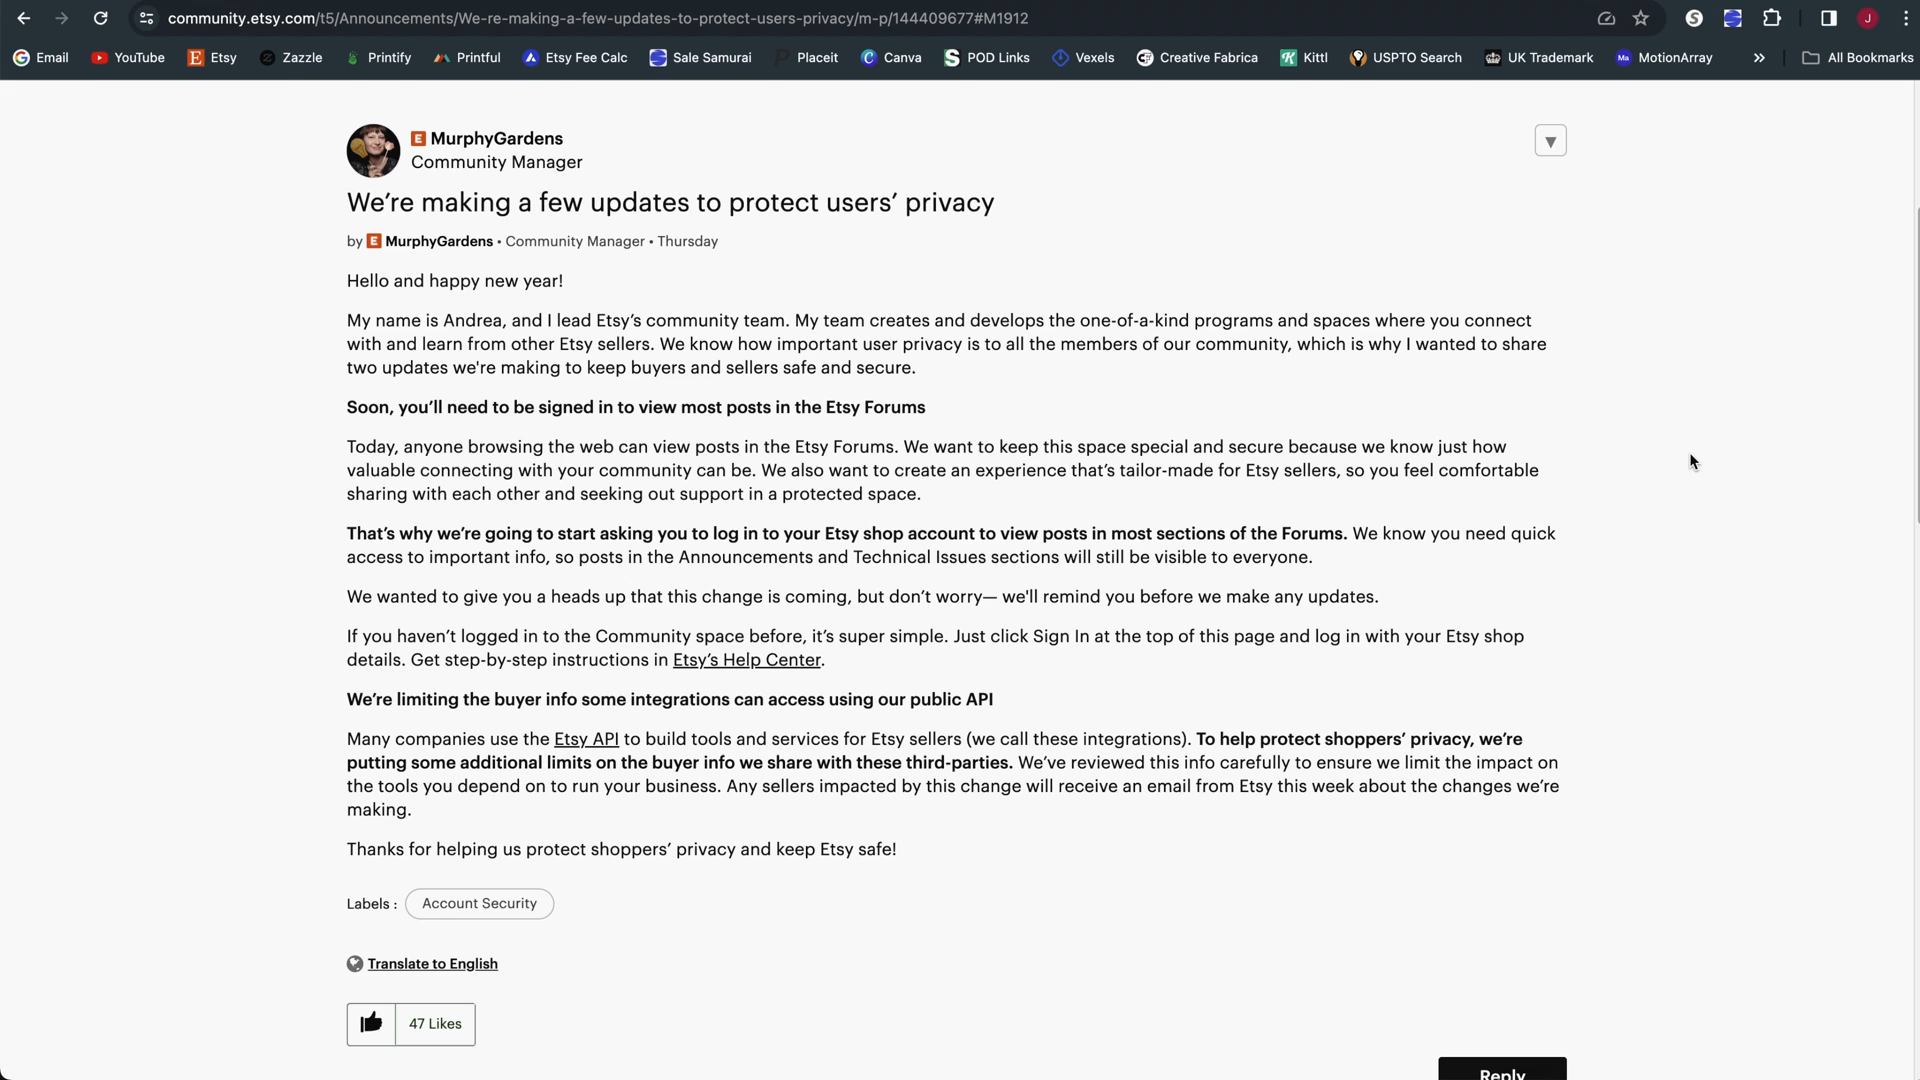 community.etsy.com/t5/Announcements/We-re-making-a-few-updates-to-protect-users-privacy/m-p/144409677#M1912
S
J
Email YouTube Etsy Zazzle Printify Printful Etsy Fee Calc Sale Samurai Placeit Canva POD Links Vexels Creative Fabrica Kittl USPTO Search UK Trademark MotionArray » All Bookmarks
E MurphyGardens
Community Manager
We’re making a few updates to protect users’ privacy
by E MurphyGardens • Community Manager • Thursday
Hello and happy new year!
My name is Andrea, and I lead Etsy’s community team. My team creates and develops the one-of-a-kind programs and spaces where you connect
with and learn from other Etsy sellers. We know how important user privacy is to all the members of our community, which is why I wanted to share
two updates we're making to keep buyers and sellers safe and secure.
Soon, you’ll need to be signed in to view most posts in the Etsy Forums
Today, anyone browsing the web can view posts in the Etsy Forums. We want to keep this space special and secure because we know just how
valuable connecting with your community can be. We also want to create an experience that’s tailor-made for Etsy sellers, so you feel comfortable
sharing with each other and seeking out support in a protected space.
That’s why we’re going to start asking you to log in to your Etsy shop account to view posts in most sections of the Forums. We know you need quick
access to important info, so posts in the Announcements and Technical Issues sections will still be visible to everyone.
We wanted to give you a heads up that this change is coming, but don’t worry— we'll remind you before we make any updates.
If you haven’t logged in to the Community space before, it’s super simple. Just click Sign In at the top of this page and log in with your Etsy shop
details. Get step-by-step instructions in Etsy’s Help Center.
We’re limiting the buyer info some integrations can access using our public API
Many companies use the Etsy API to build tools and services for Etsy sellers (we call these integrations). To help protect shoppers’ privacy, we’re
putting some additional limits on the buyer info we share with these third-parties. We’ve reviewed this info carefully to ensure we limit the impact on
the tools you depend on to run your business. Any sellers impacted by this change will receive an email from Etsy this week about the changes we’re
making.
Thanks for helping us protect shoppers’ privacy and keep Etsy safe!
Labels : Account Security
Translate to English
47 Likes
Reply